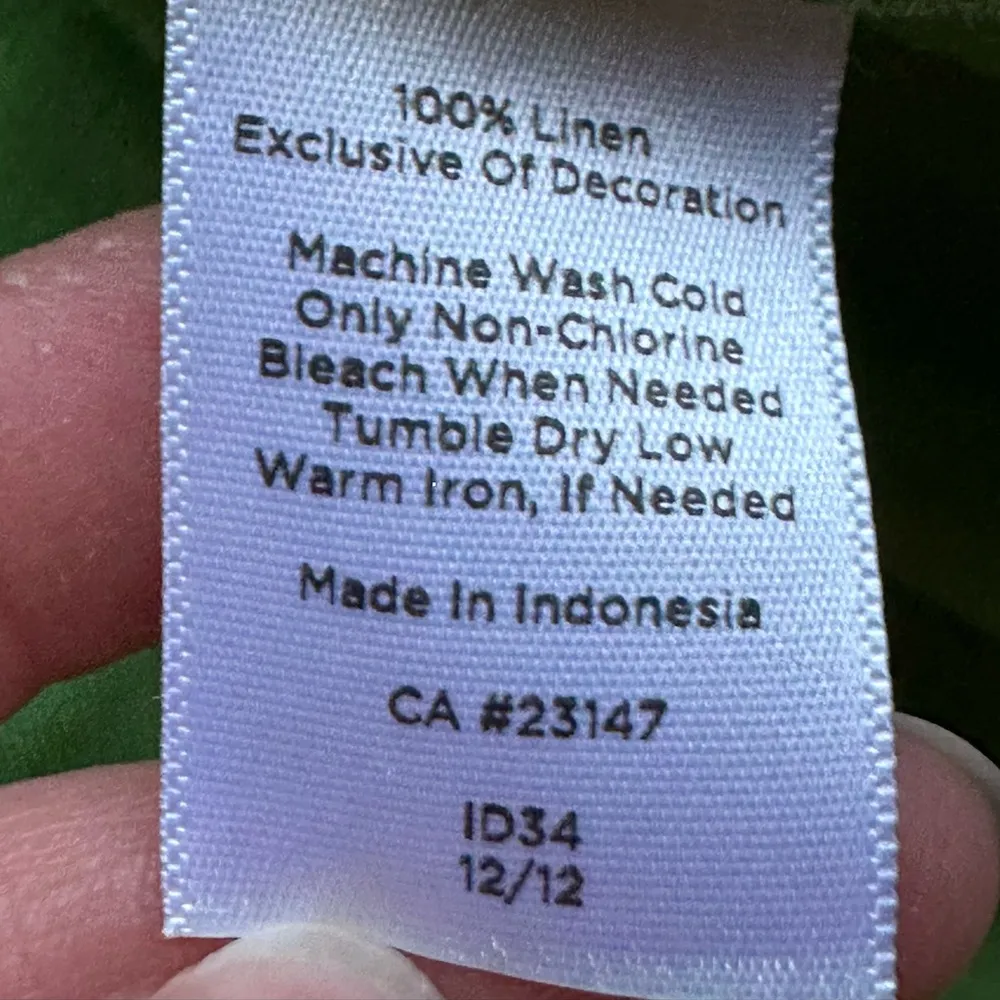 100% Linen
Exclusive Of Decoration
Machine Wash Cold
Only Non-Chlorine
Bleach When Needed
Tumble Dry Low
Warm Iron, If Needed
Made In Indonesia
CA #23147
ID34
12/12